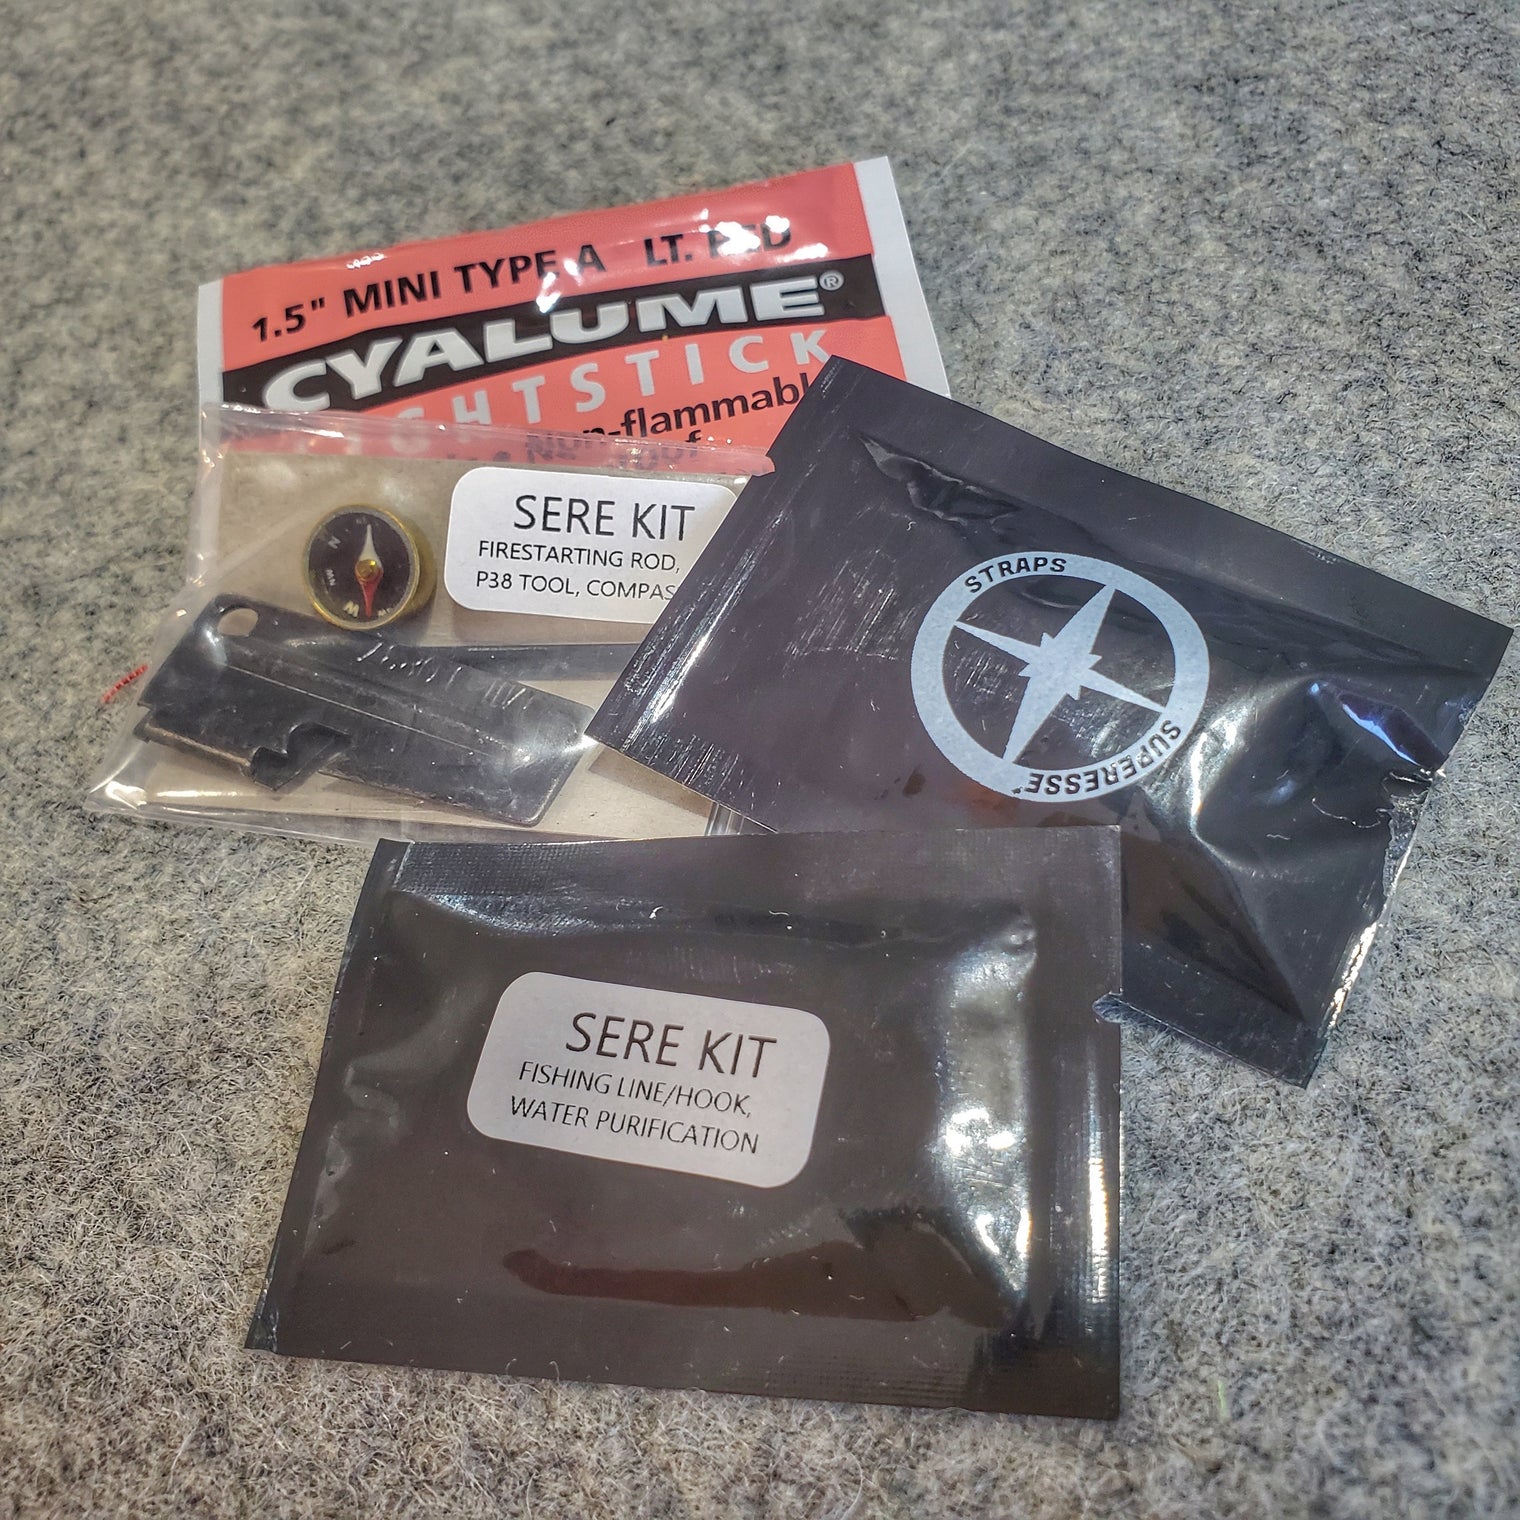 1.5" MINI TYPE A LT. RED
CYALUME®
LIGHTSTICK
Non-flammable
SERE KIT
FIRESTARTING ROD,
P38 TOOL, COMPASS
STRAPS
SUPERESSE
SERE KIT
FISHING LINE/HOOK,
WATER PURIFICATION